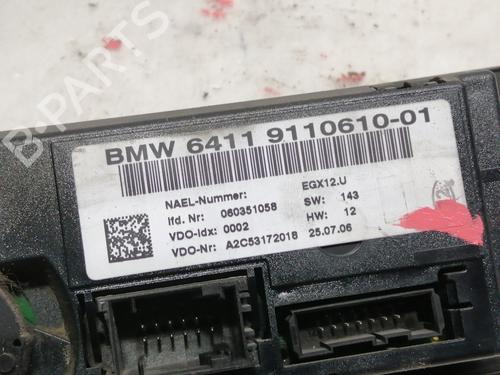 BMW 6411 9110610-01
NAEL-Nummer:
EGX12.U
lfd. Nr: 060351058
SW: 143
VDO-Idx: 0002
HW: 12
VDO-Nr: A2C53172018
25.07.06
B-PARTS